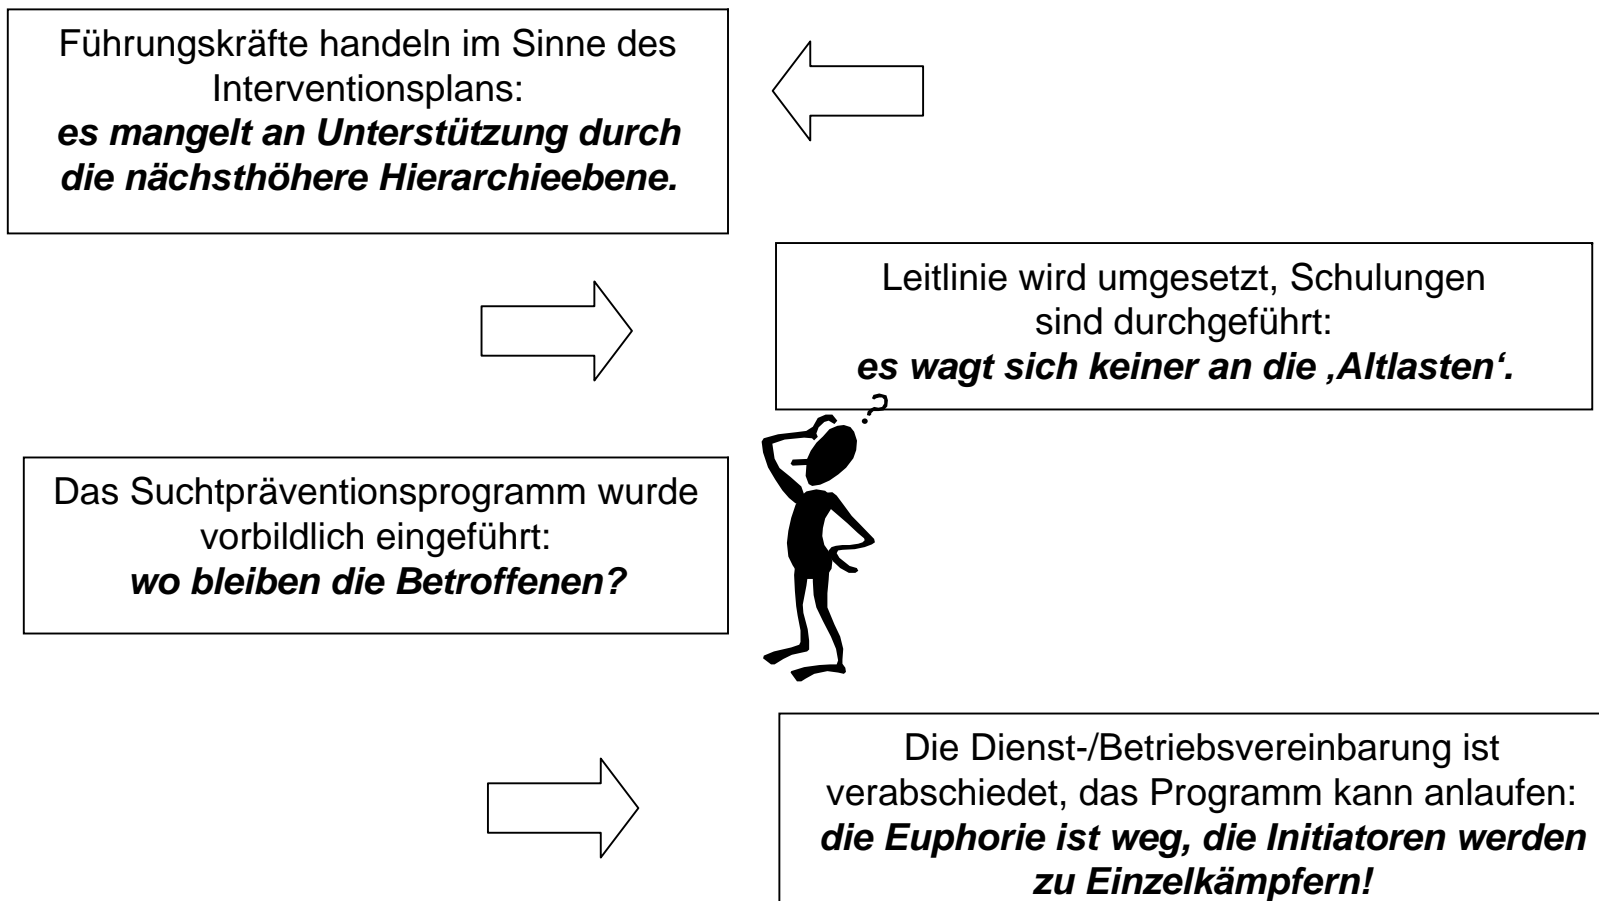 Führungskräfte handeln im Sinne des
Interventionsplans:
es mangelt an Unterstützung durch
die nächsthöhere Hierarchieebene.
Leitlinie wird umgesetzt, Schulungen
sind durchgeführt:
es wagt sich keiner an die ‚Altlasten‘.
?
Das Suchtpräventionsprogramm wurde
vorbildlich eingeführt:
wo bleiben die Betroffenen?
Die Dienst-/Betriebsvereinbarung ist
verabschiedet, das Programm kann anlaufen:
die Euphorie ist weg, die Initiatoren werden
zu Einzelkämpfern!